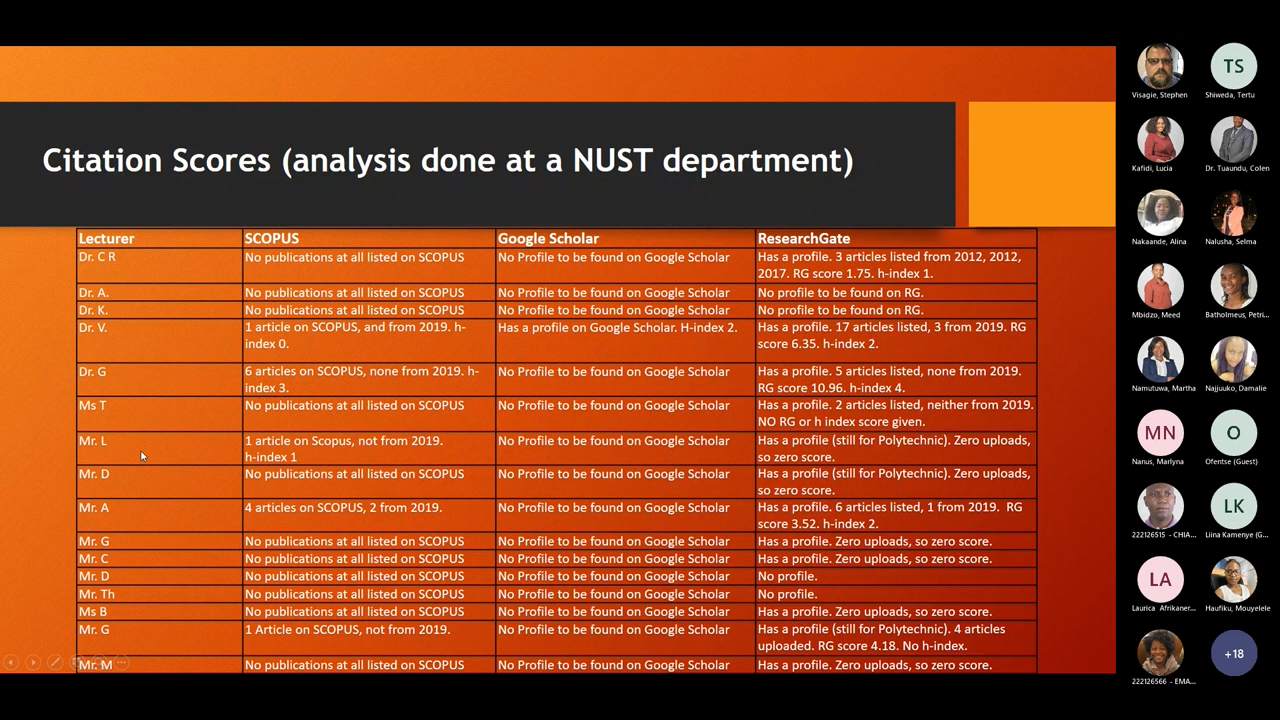 Citation Scores (analysis done at a NUST department)
Lecturer SCOPUS Google Scholar ResearchGate
Dr. C R No publications at all listed on SCOPUS No Profile to be found on Google Scholar Has a profile. 3 articles listed from 2012, 2012,
2017. RG score 1.75. h-index 1.
Dr. A. No publications at all listed on SCOPUS No Profile to be found on Google Scholar No profile to be found on RG.
Dr. K. No publications at all listed on SCOPUS No Profile to be found on Google Scholar No profile to be found on RG.
Dr. V. 1 article on SCOPUS, and from 2019. h- Has a profile on Google Scholar. H-index 2. Has a profile. 17 articles listed, 3 from 2019. RG
index 0. score 6.35. h-index 2.
Dr. G 6 articles on SCOPUS, none from 2019. h- No Profile to be found on Google Scholar Has a profile. 5 articles listed, none from 2019.
index 3. RG score 10.96. h-index 4.
Ms T No publications at all listed on SCOPUS No Profile to be found on Google Scholar Has a profile. 2 articles listed, neither from 2019.
NO RG or h index score given.
Mr. L 1 article on Scopus, not from 2019. No Profile to be found on Google Scholar Has a profile (still for Polytechnic). Zero uploads,
h-index 1 so zero score.
Mr. D No publications at all listed on SCOPUS No Profile to be found on Google Scholar Has a profile (still for Polytechnic). Zero uploads,
so zero score.
Mr. A 4 articles on SCOPUS, 2 from 2019. No Profile to be found on Google Scholar Has a profile. 6 articles listed, 1 from 2019. RG
score 3.52. h-index 2.
Mr. G No publications at all listed on SCOPUS No Profile to be found on Google Scholar Has a profile. Zero uploads, so zero score.
Mr. C No publications at all listed on SCOPUS No Profile to be found on Google Scholar Has a profile. Zero uploads, so zero score.
Mr. D No publications at all listed on SCOPUS No Profile to be found on Google Scholar No profile.
Mr. Th No publications at all listed on SCOPUS No Profile to be found on Google Scholar No profile.
Ms B No publications at all listed on SCOPUS No Profile to be found on Google Scholar Has a profile. Zero uploads, so zero score.
Mr. G 1 Article on SCOPUS, not from 2019. No Profile to be found on Google Scholar Has a profile (still for Polytechnic). 4 articles
uploaded. RG score 4.18. No h-index.
Mr. M No publications at all listed on SCOPUS No Profile to be found on Google Scholar Has a profile. Zero uploads, so zero score.
TS
Visagie, Stephen Shiweda, Tertu
Kafidi, Lucia Dr. Tuaundu, Colen
Nakaande, Alina Nalusha, Selma
Mbidzo, Meed Batholmeus, Petri...
Namutuwa, Martha Najjuuko, Damalie
MN O
Nanus, Marlyna Ofentse (Guest)
LK
222126515 - CHIA... Liina Kamenye (G...
LA
Laurica Afrikaner... Haufiku, Mouyelele
+18
222126566 - EMA...